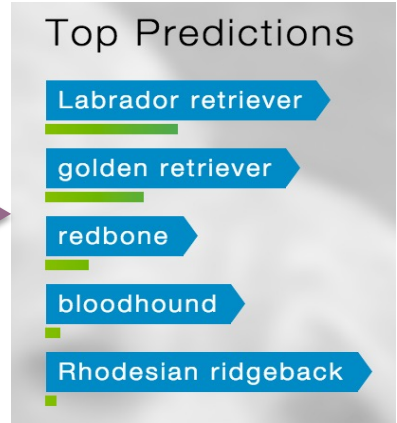 Top Predictions
Labrador retriever
golden retriever
redbone
bloodhound
Rhodesian ridgeback